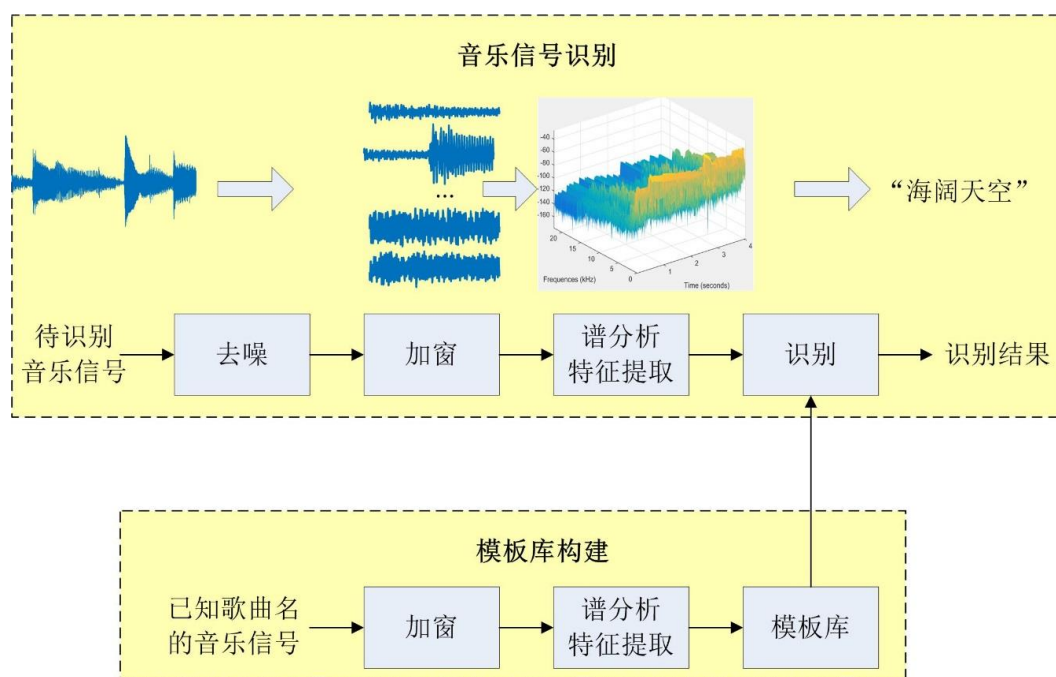 音乐信号识别
...
-40
-60
-80
-100
-120
-140
-160
20
15
10
5
0
1
2
3
4
Frequences (kHz)
Time (seconds)
“海阔天空”
待识别
音乐信号
去噪
加窗
谱分析
特征提取
识别
识别结果
模板库构建
已知歌曲名
的音乐信号
加窗
谱分析
特征提取
模板库